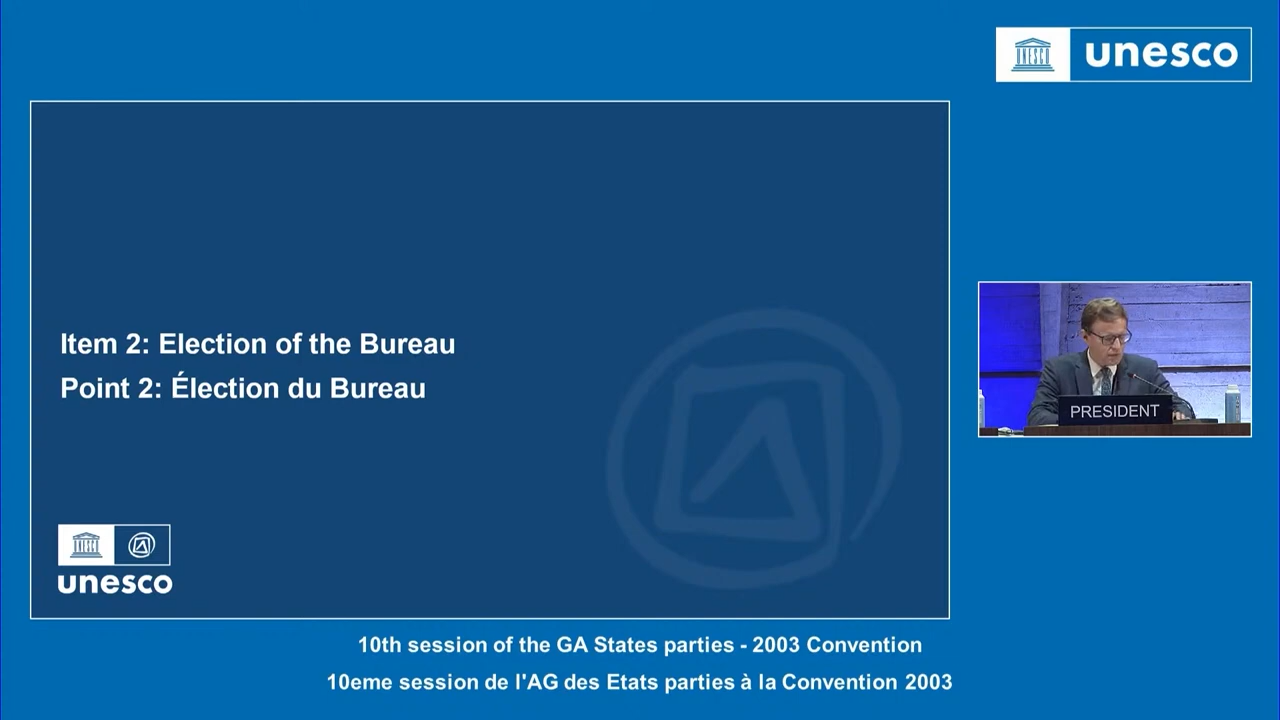 unesco
Item 2: Election of the Bureau
Point 2: Élection du Bureau
PRESIDENT
unesco
10th session of the GA States parties - 2003 Convention
10eme session de l'AG des Etats parties à la Convention 2003